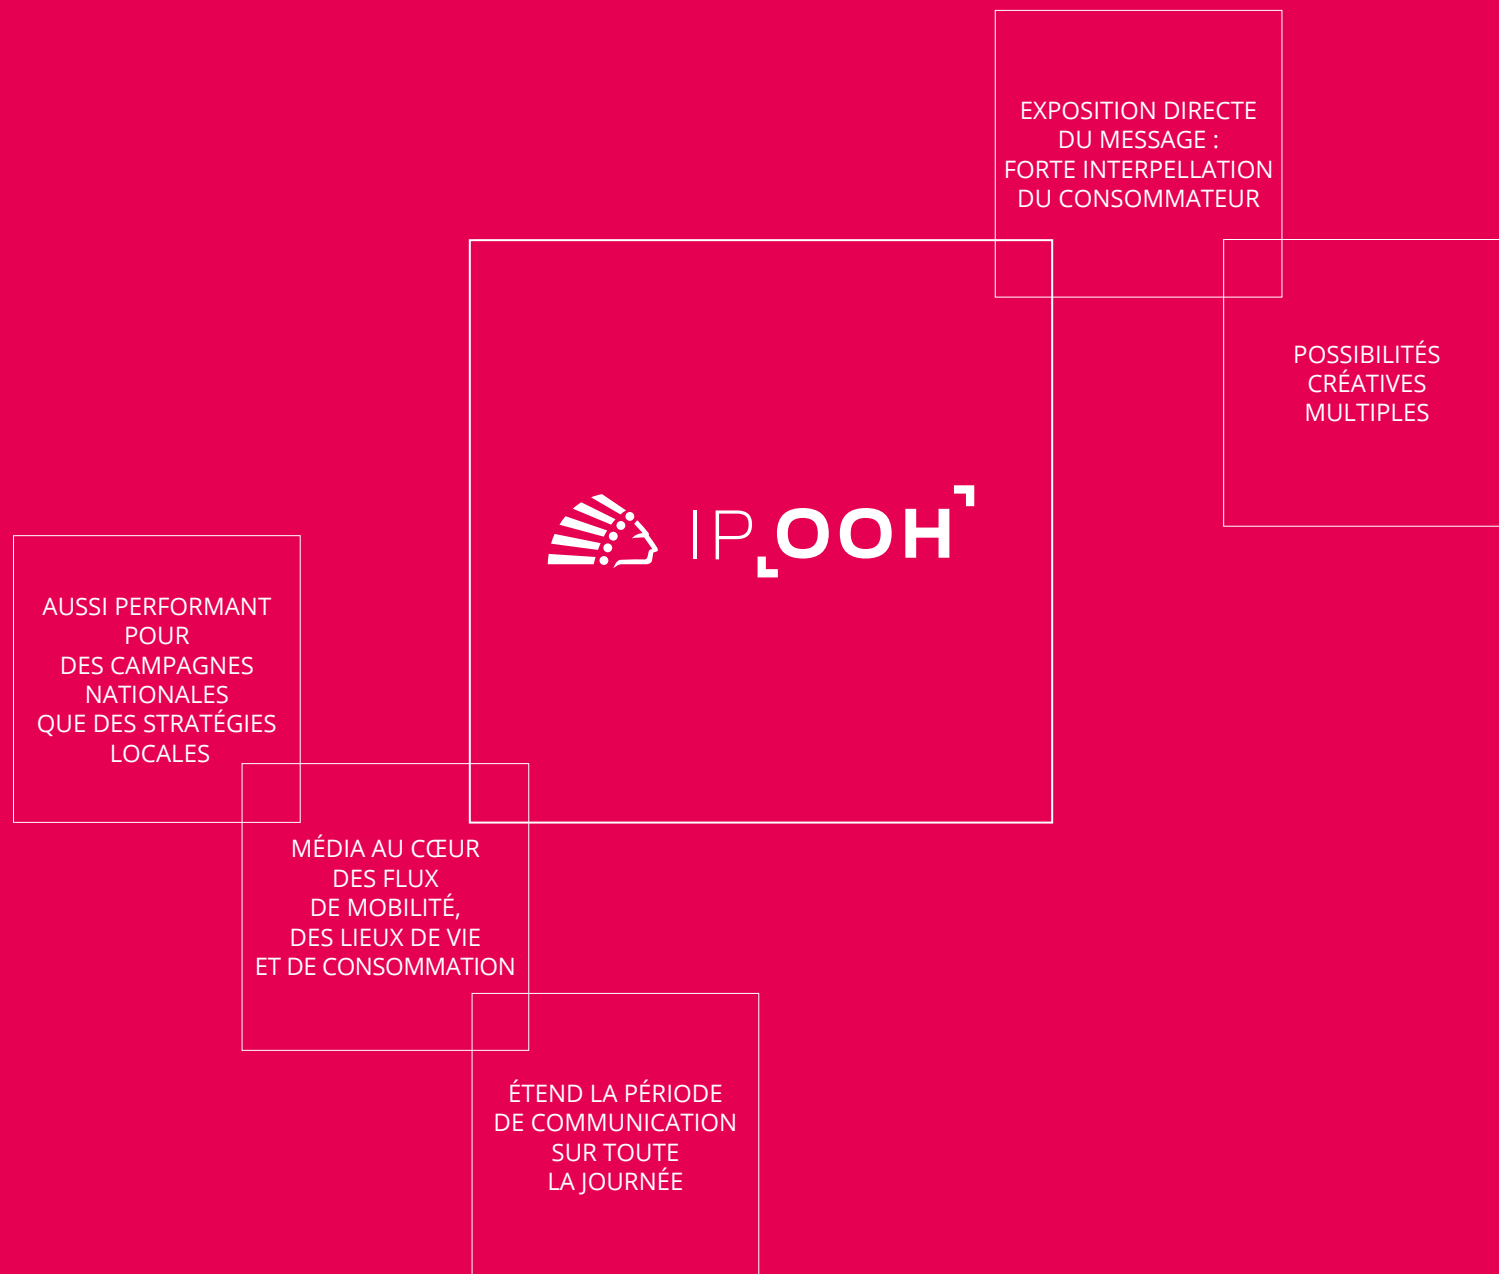 EXPOSITION DIRECTE
DU MESSAGE :
FORTE INTERPELLATION
DU CONSOMMATEUR
POSSIBILITÉS
CRÉATIVES
MULTIPLES
IP OOH
AUSSI PERFORMANT
POUR
DES CAMPAGNES
NATIONALES
QUE DES STRATÉGIES
LOCALES
MÉDIA AU CŒUR
DES FLUX
DE MOBILITÉ,
DES LIEUX DE VIE
ET DE CONSOMMATION
ÉTEND LA PÉRIODE
DE COMMUNICATION
SUR TOUTE
LA JOURNÉE